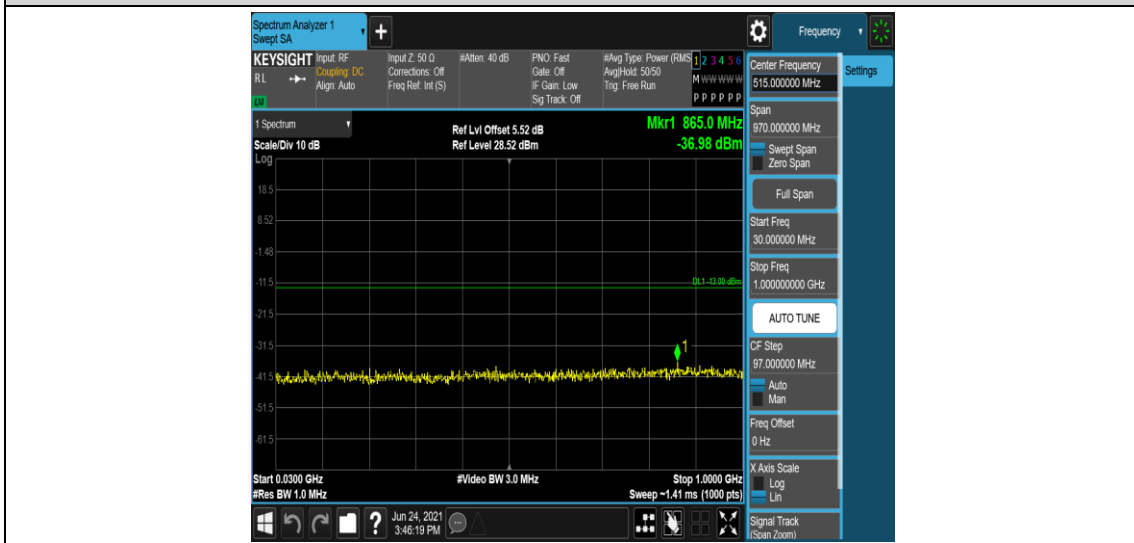 Spectrum Analyzer 1
Swept SA
+
Frequency
KEYSIGHT
RL
LXI
Input: RF
Coupling: DC
Align: Auto
Input Z: 50 Ω
Corrections: Off
Freq Ref: Int (S)
#Atten: 40 dB
PNO: Fast
Gate: Off
IF Gain: Low
Sig Track: Off
#Avg Type: Power (RMS
Avg|Hold: 50/50
Trig: Free Run
1 2 3 4 5 6
M W W W W W
P P P P P P
Center Frequency
515.000000 MHz
Settings
1 Spectrum
Scale/Div 10 dB
Ref Lvl Offset 5.52 dB
Ref Level 28.52 dBm
Mkr1 865.0 MHz
-36.98 dBm
Log
18.5
8.52
-1.48
-11.5
-21.5
-31.5
-41.5
-51.5
-61.5
DL1 -13.00 dBm
1
Start 0.0300 GHz
#Res BW 1.0 MHz
#Video BW 3.0 MHz
Stop 1.0000 GHz
Sweep ~1.41 ms (1000 pts)
Span
970.000000 MHz
Swept Span
Zero Span
Full Span
Start Freq
30.000000 MHz
Stop Freq
1.000000000 GHz
AUTO TUNE
CF Step
97.000000 MHz
Auto
Man
Freq Offset
0 Hz
X Axis Scale
Log
Lin
Signal Track
(Span Zoom)
?
Jun 24, 2021
3:46:19 PM